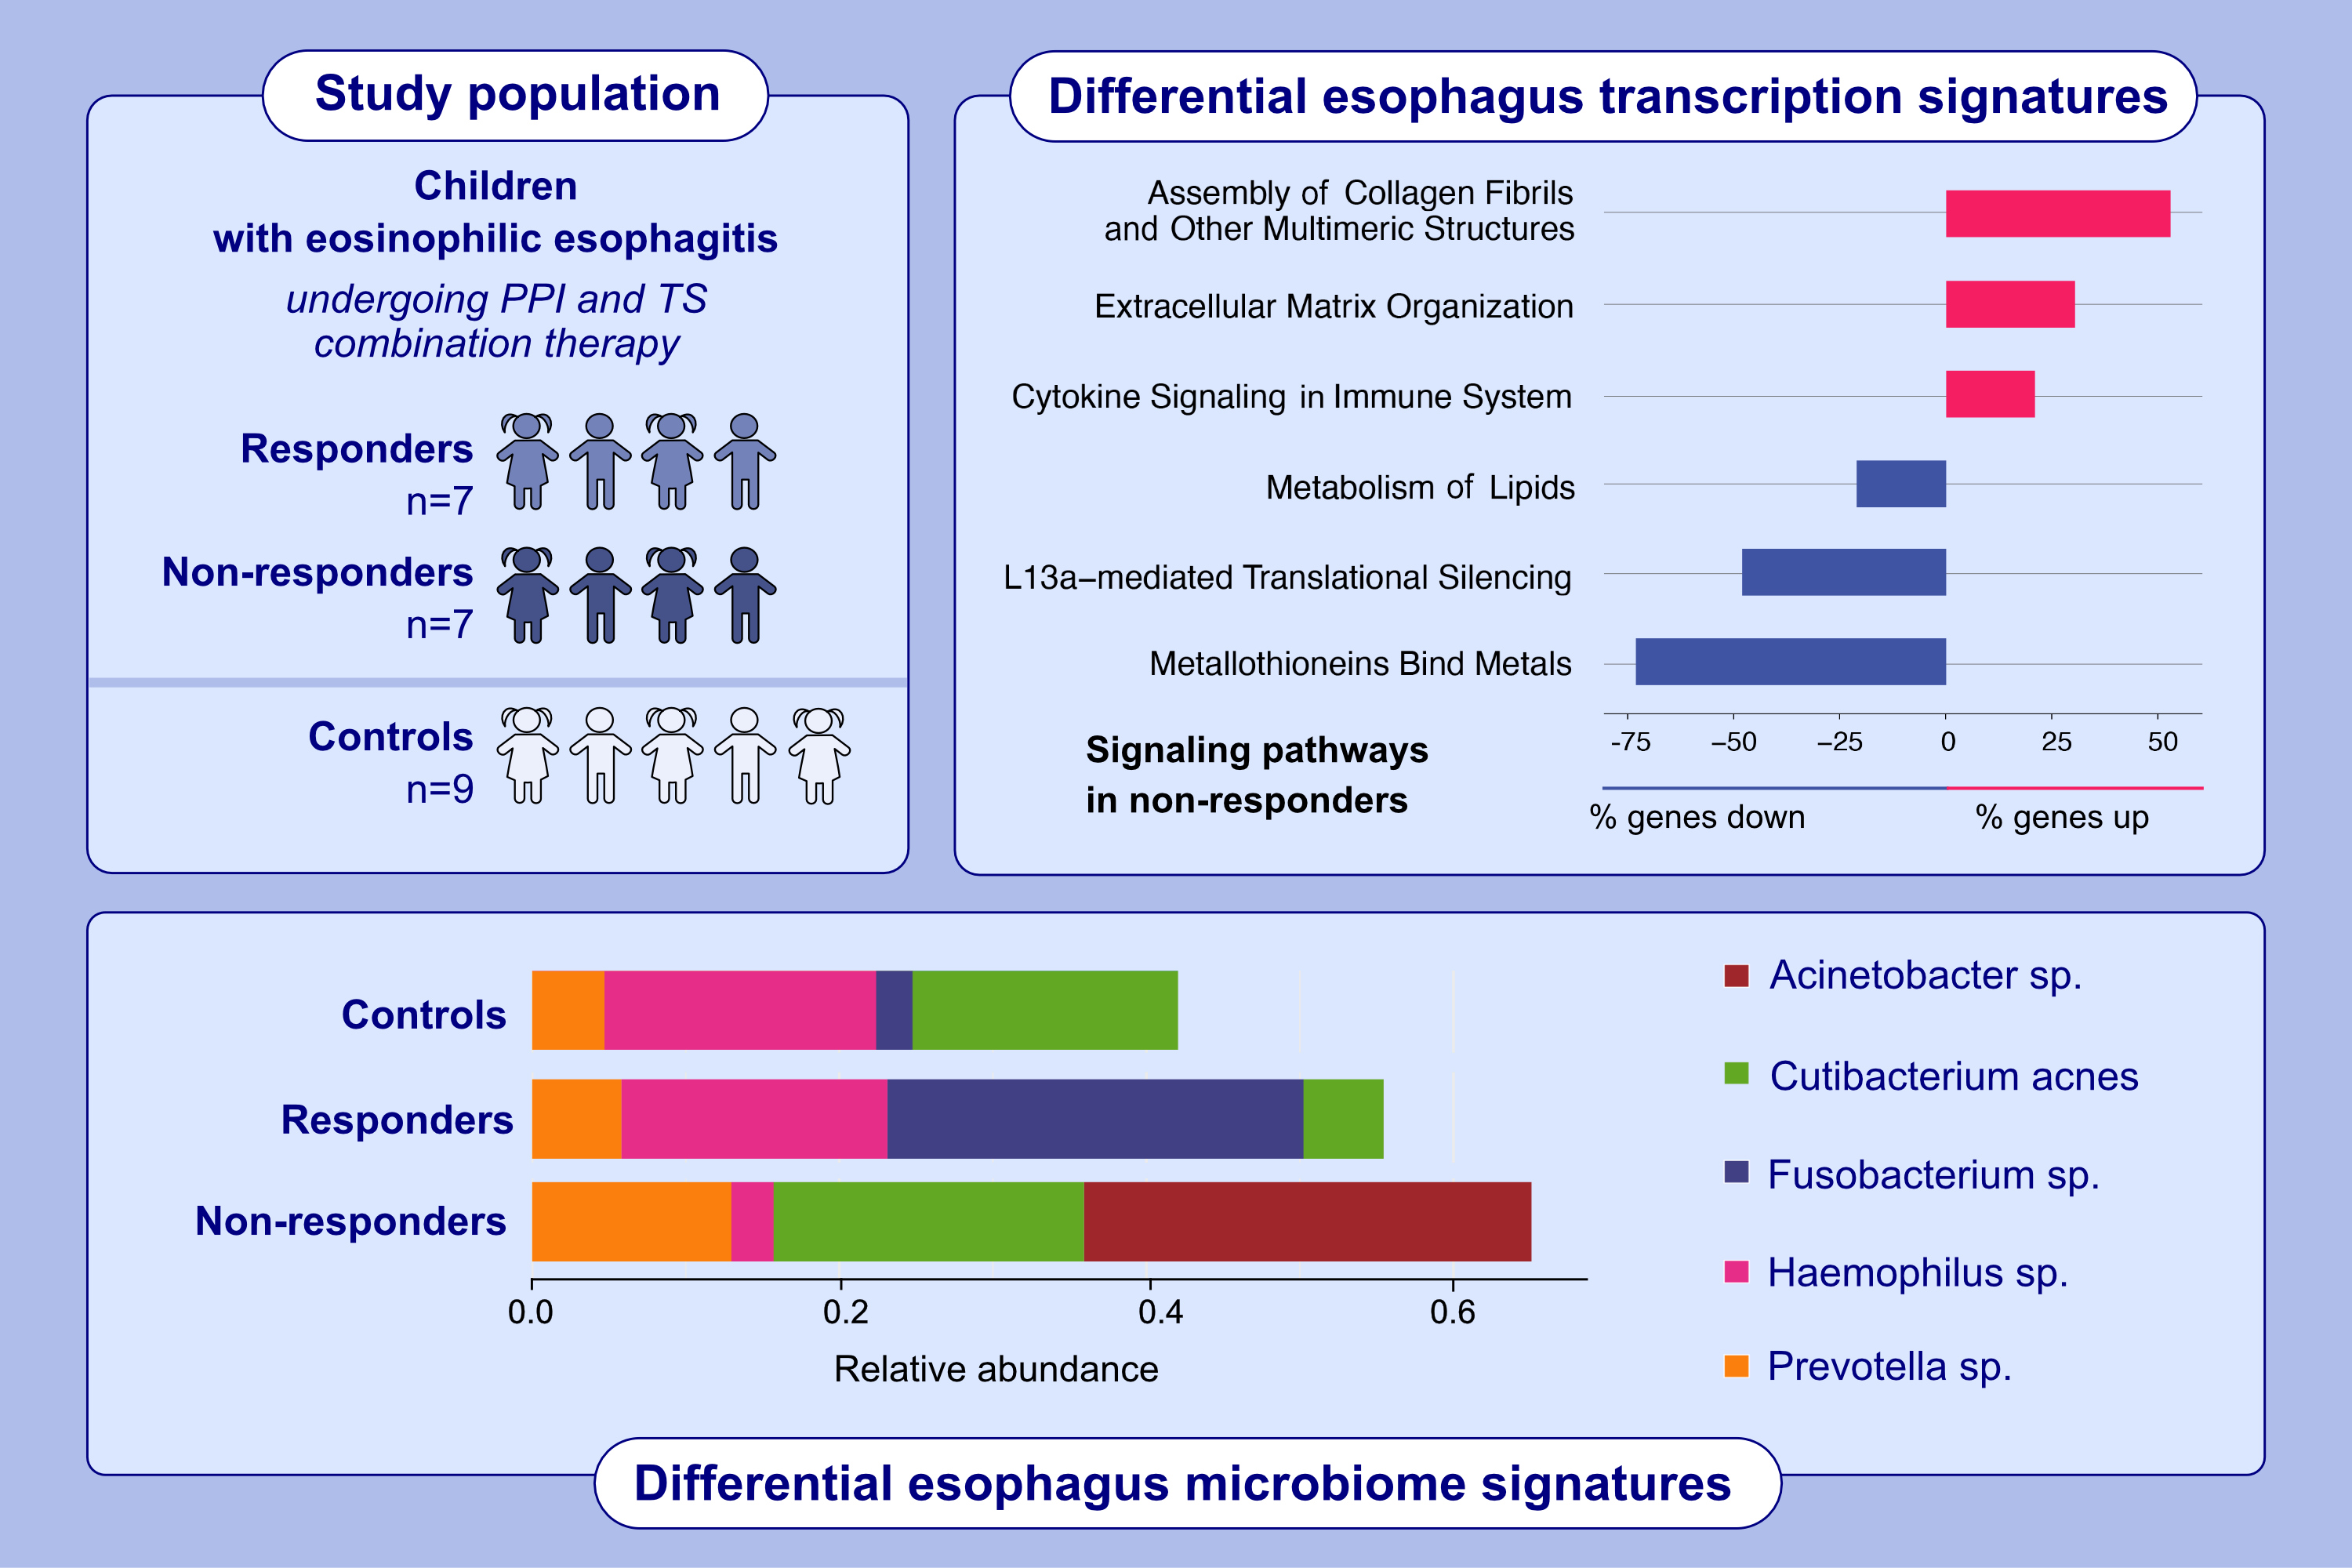 Study population
Children
with eosinophilic esophagitis
undergoing PPI and TS
combination therapy
Responders
n=7
Non-responders
n=7
Controls
n=9
Differential esophagus transcription signatures
Assembly of Collagen Fibrils
and Other Multimeric Structures
Extracellular Matrix Organization
Cytokine Signaling in Immune System
Metabolism of Lipids
L13a–mediated Translational Silencing
Metallothioneins Bind Metals
-75 –50 –25 0 25 50
Signaling pathways
in non-responders
% genes down % genes up
Controls
Responders
Non-responders
0.0 0.2 0.4 0.6
Relative abundance
Acinetobacter sp.
Cutibacterium acnes
Fusobacterium sp.
Haemophilus sp.
Prevotella sp.
Differential esophagus microbiome signatures